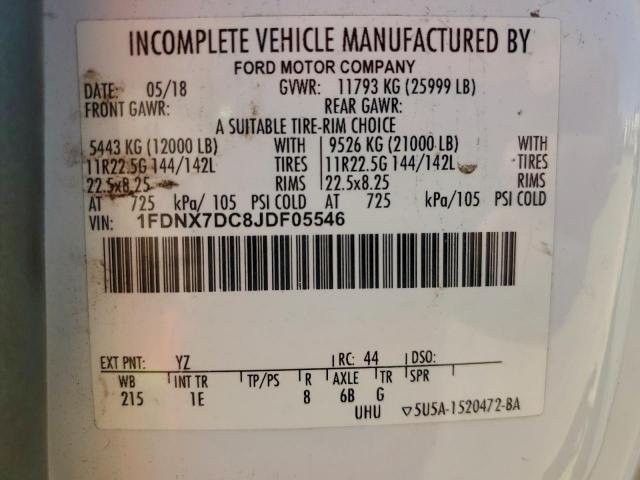 INCOMPLETE VEHICLE MANUFACTURED BY
FORD MOTOR COMPANY
DATE: 05/18 GVWR: 11793 KG (25999 LB)
FRONT GAWR: REAR GAWR:
A SUITABLE TIRE-RIM CHOICE
5443 KG (12000 LB) WITH 9526 KG (21000 LB) WITH
11R22.5G 144/142L TIRES 11R22.5G 144/142L TIRES
22.5x8.25 RIMS 22.5x8.25 RIMS
AT 725 kPa/ 105 PSI COLD AT 725 kPa/105 PSI COLD
VIN: 1FDNX7DC8JDF05546
EXT PNT: YZ RC: 44 DSO:
WB INT TR TP/PS R AXLE TR SPR
215 1E 8 6B G
UHU ▽5U5A-1520472-BA